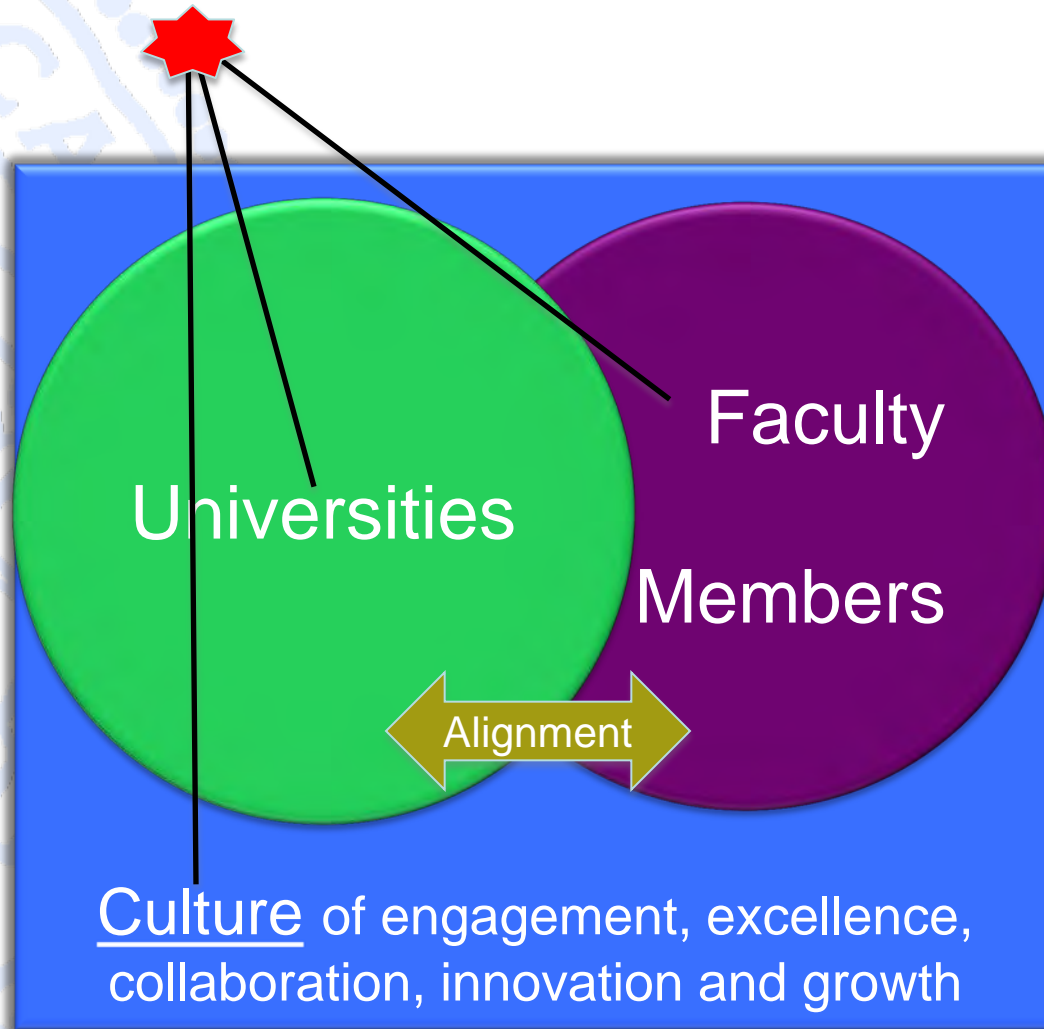 Faculty
Universities
Members
Alignment
Culture of engagement, excellence,
collaboration, innovation and growth